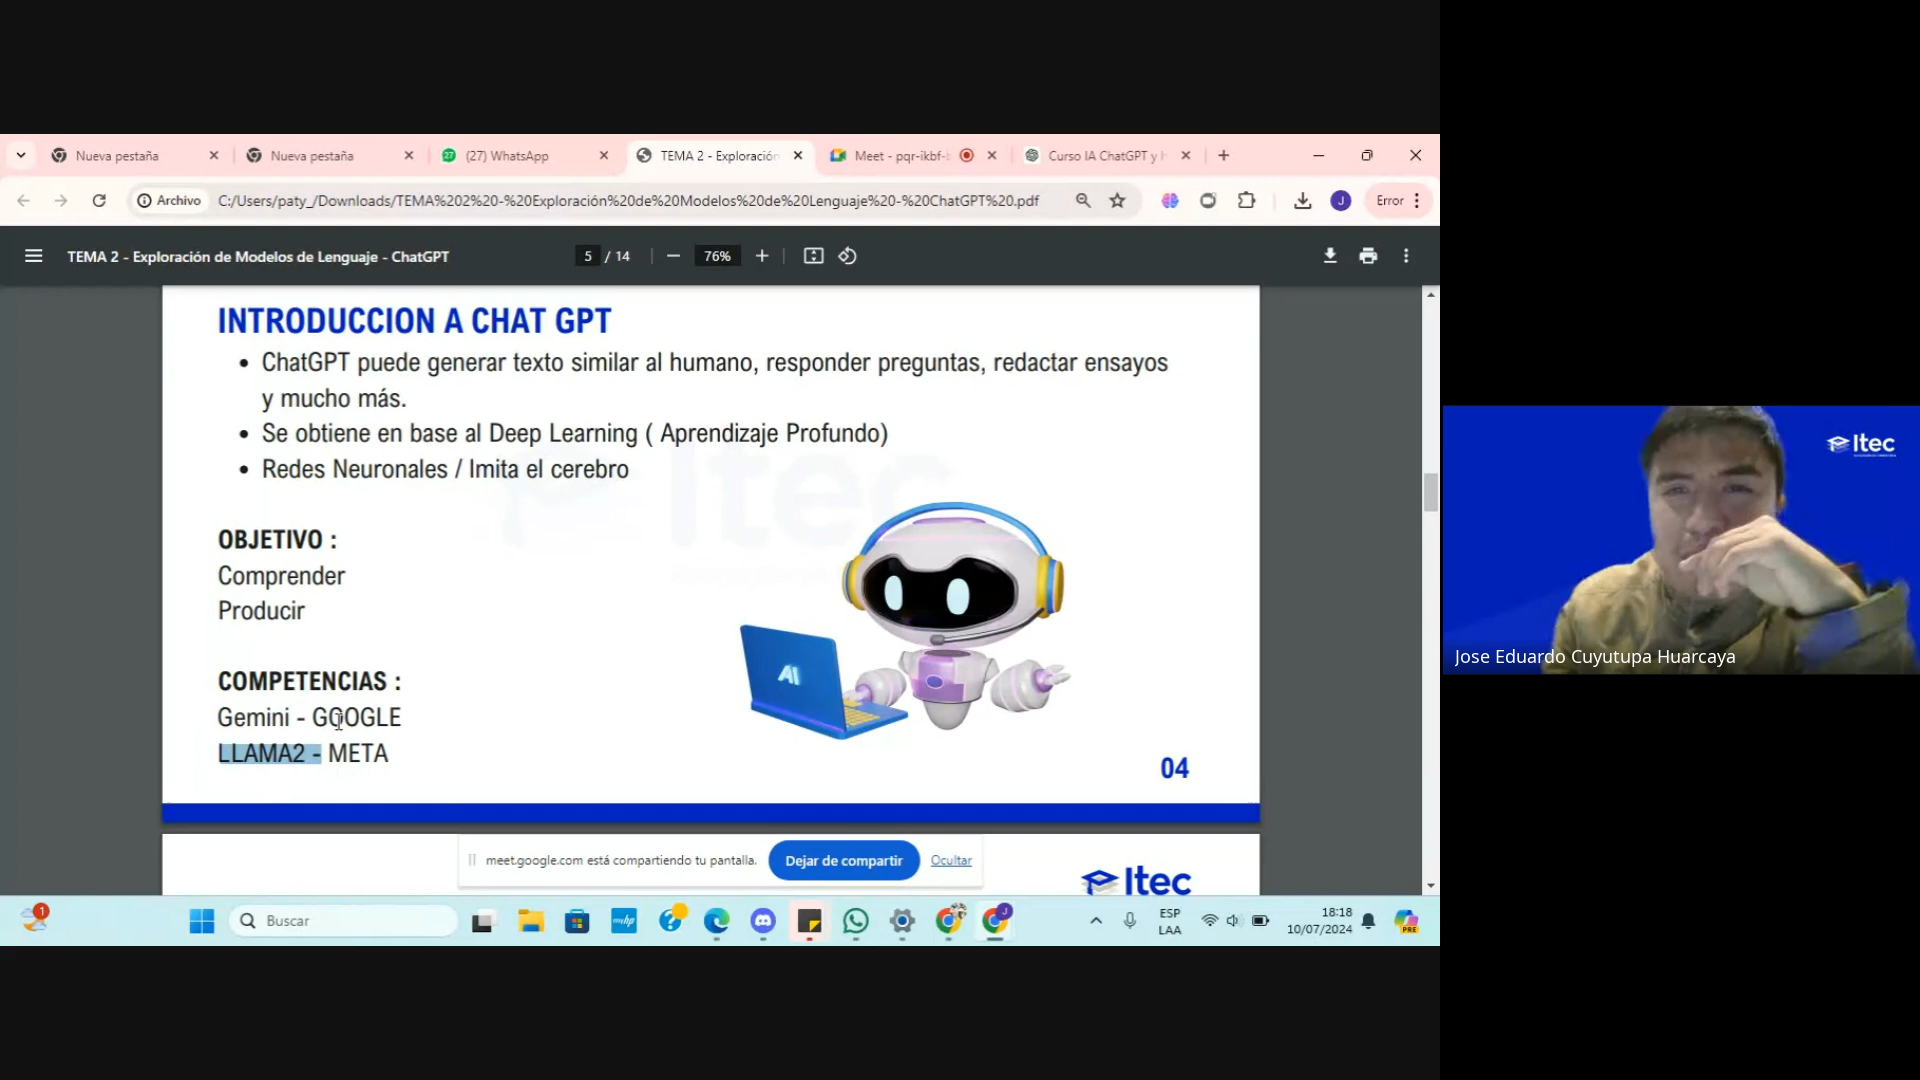 Nueva pestaña
Nueva pestaña
(27) WhatsApp
TEMA 2 - Exploración
Meet - pqr-ikbf-
Curso IA ChatGPT y
Archivo
C:/Users/paty_/Downloads/TEMA%202%20-%20Exploración%20de%20Modelos%20de%20Lenguaje%20-%20ChatGPT%20.pdf
J
Error
TEMA 2 - Exploración de Modelos de Lenguaje - ChatGPT
5 / 14
76%
INTRODUCCION A CHAT GPT
• ChatGPT puede generar texto similar al humano, responder preguntas, redactar ensayos
y mucho más.
• Se obtiene en base al Deep Learning ( Aprendizaje Profundo)
• Redes Neuronales / Imita el cerebro
Itec
OBJETIVO :
Comprender
Producir
AI
COMPETENCIAS :
Gemini - GOOGLE
LLAMA2 - META
04
meet.google.com está compartiendo tu pantalla.
Dejar de compartir
Ocultar
Itec
1
Buscar
myhp
J
ESP
LAA
18:18
10/07/2024
PRE
Itec
Jose Eduardo Cuyutupa Huarcaya